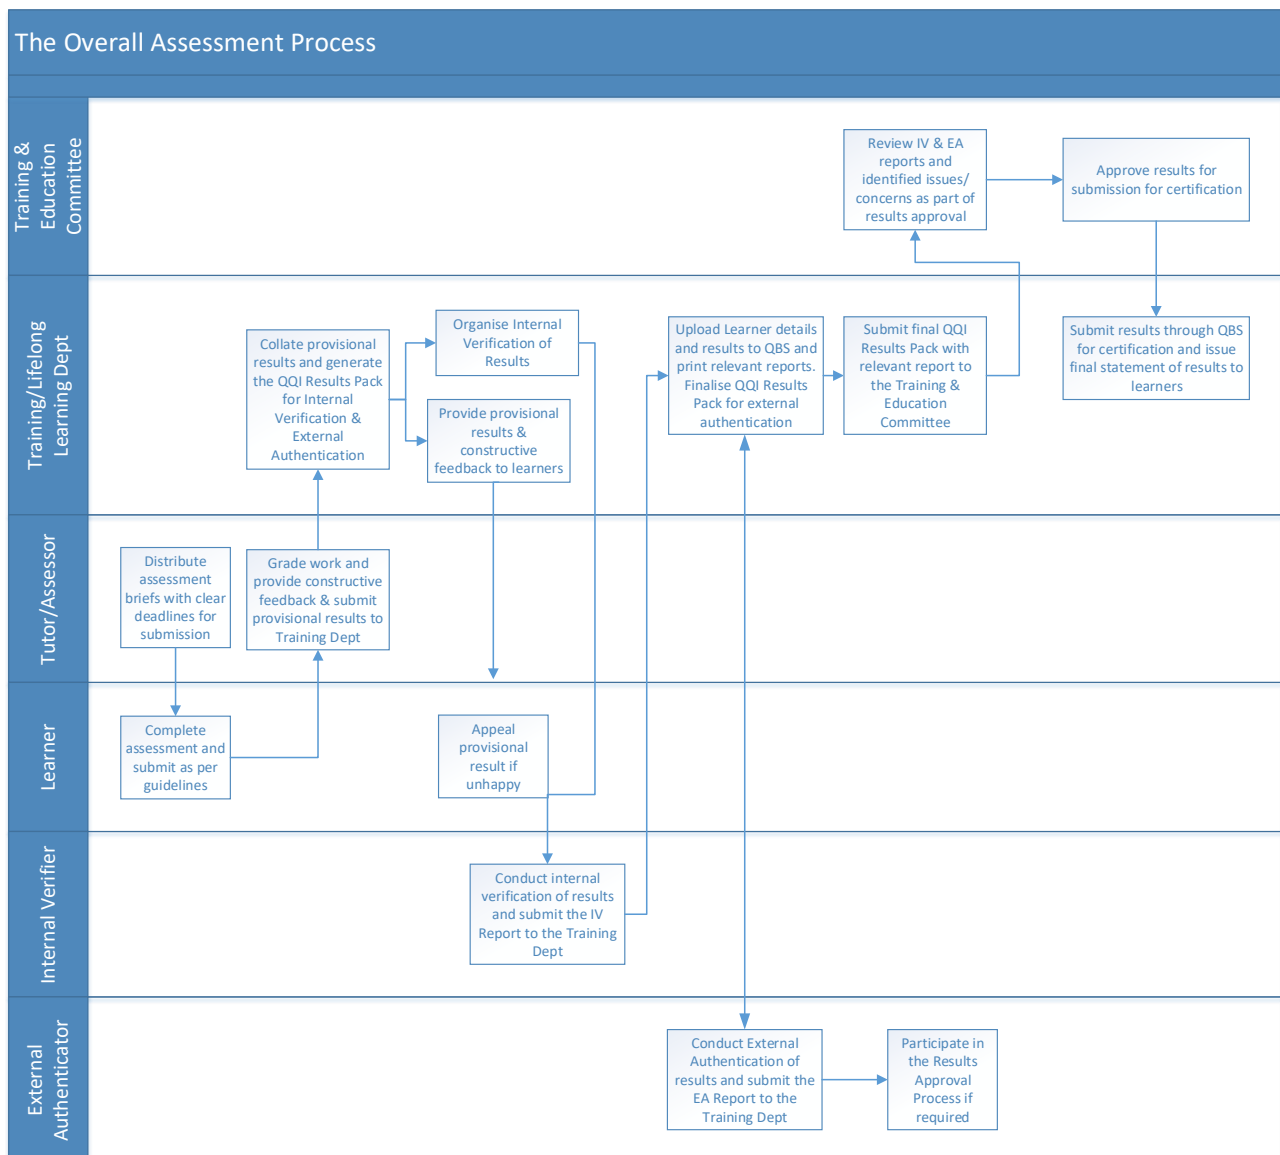 The Overall Assessment Process
Training &
Education
Committee
Review IV & EA
reports and
identified issues/
concerns as part of
results approval
Approve results for
submission for certification
Training/Lifelong
Learning Dept
Collate provisional
results and generate
the QQI Results Pack
for Internal
Verification &
External
Authentication
Organise Internal
Verification of
Results
Provide provisional
results &
constructive
feedback to learners
Upload Learner details
and results to QBS and
print relevant reports.
Finalise QQI Results
Pack for external
authentication
Submit final QQI
Results Pack with
relevant report to
the Training &
Education
Committee
Submit results through QBS
for certification and issue
final statement of results to
learners
Tutor/Assessor
Distribute
assessment
briefs with clear
deadlines for
submission
Grade work and
provide constructive
feedback & submit
provisional results to
Training Dept
Learner
Complete
assessment and
submit as per
guidelines
Appeal
provisional
result if
unhappy
Internal Verifier
Conduct internal
verification of results
and submit the IV
Report to the Training
Dept
External
Authenticator
Conduct External
Authentication of
results and submit the
EA Report to the
Training Dept
Participate in
the Results
Approval
Process if
required